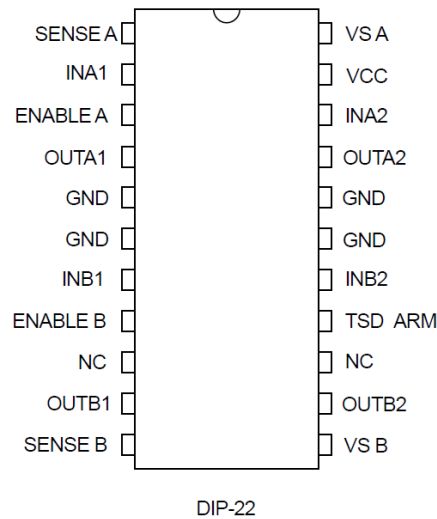 SENSE A VS A
INA1 VCC
ENABLE A INA2
OUTA1 OUTA2
GND GND
GND GND
INB1 INB2
ENABLE B TSD ARM
NC NC
OUTB1 OUTB2
SENSE B VS B
DIP-22